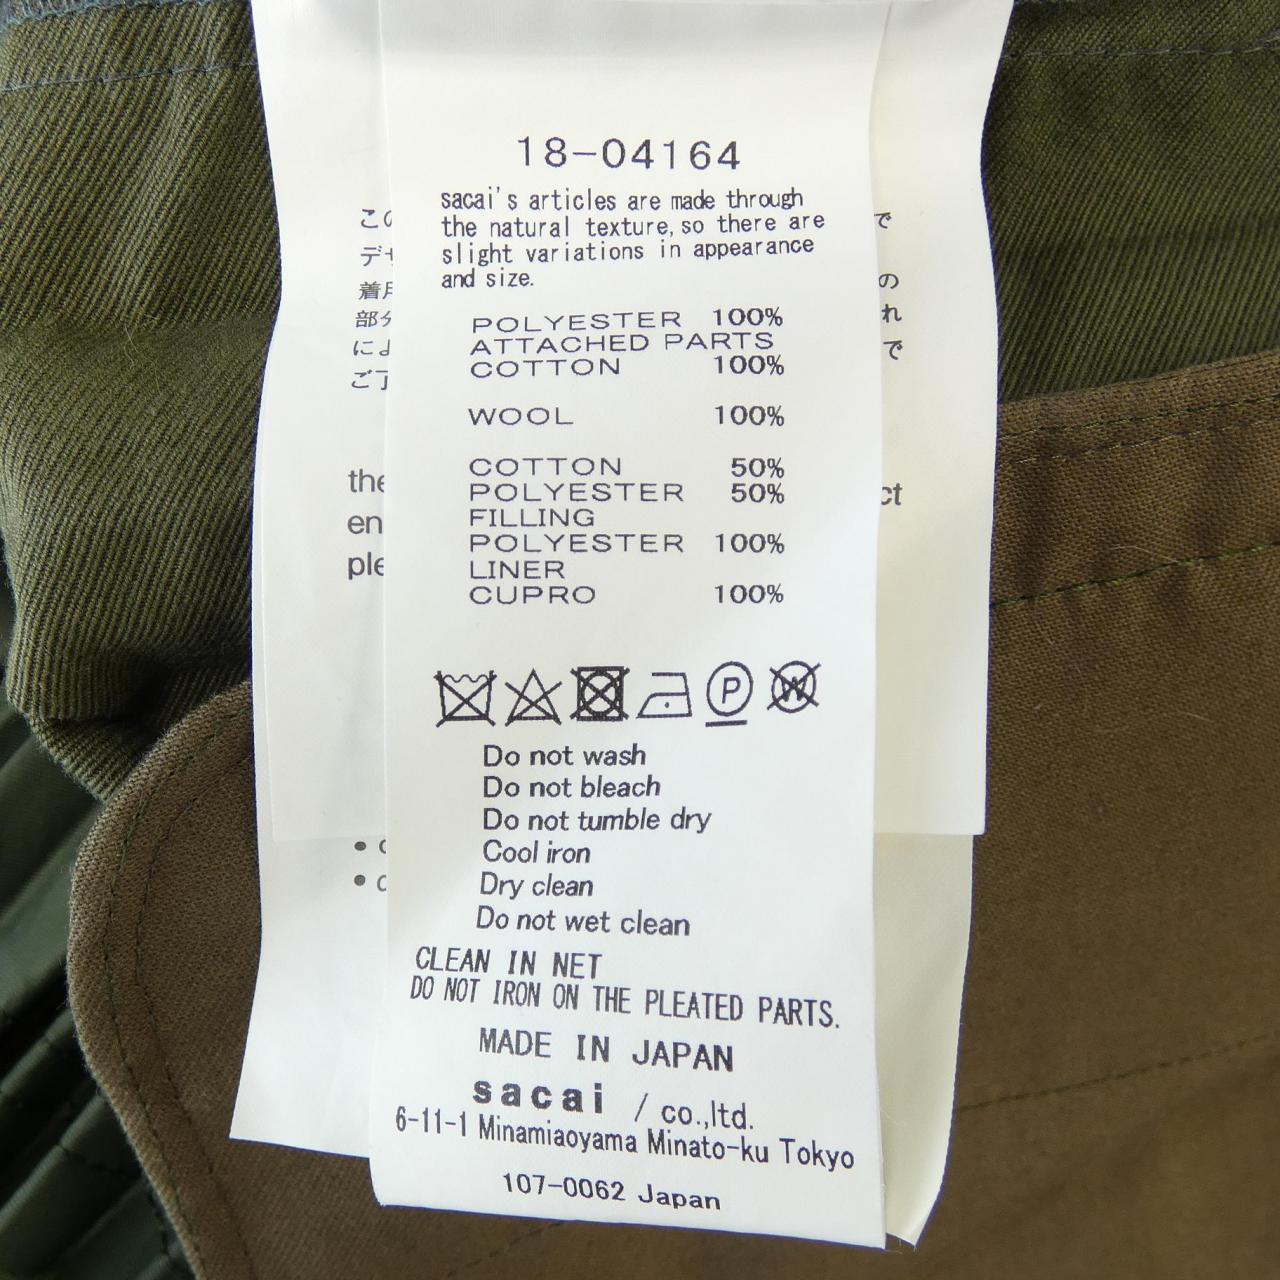 18-04164
sacai's articles are made through
the natural texture, so there are
slight variations in appearance
and size.
POLYESTER 100%
ATTACHED PARTS
COTTON 100%
WOOL 100%
COTTON 50%
POLYESTER 50%
FILLING
POLYESTER 100%
LINER
CUPRO 100%
P
W
Do not wash
Do not bleach
Do not tumble dry
Cool iron
Dry clean
Do not wet clean
CLEAN IN NET
DO NOT IRON ON THE PLEATED PARTS.
MADE IN JAPAN
sacai / co.,ltd.
6-11-1 Minamiaoyama Minato-ku Tokyo
107-0062 Japan